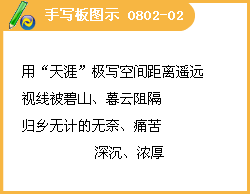 手写板图示 0802-02
用“天涯”极写空间距离遥远
视线被碧山、暮云阻隔
归乡无计的无奈、痛苦
深沉、浓厚